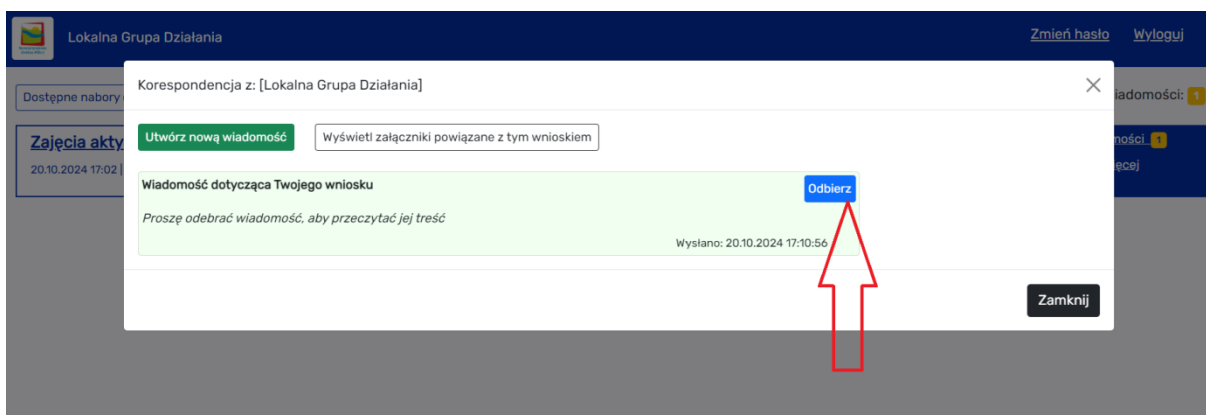 Lokalna Grupa Działania
Zmień hasło Wyloguj
Korespondencja z: [Lokalna Grupa Działania]
Dostępne nabory
iadomości: 1
Utwórz nową wiadomość Wyświetl załączniki powiązane z tym wnioskiem
Zajęcia akty
ności 1
20.10.2024 17:02 |
ęcej
Wiadomość dotycząca Twojego wniosku
Odbierz
Proszę odebrać wiadomość, aby przeczytać jej treść
Wysłano: 20.10.2024 17:10:56
Zamknij